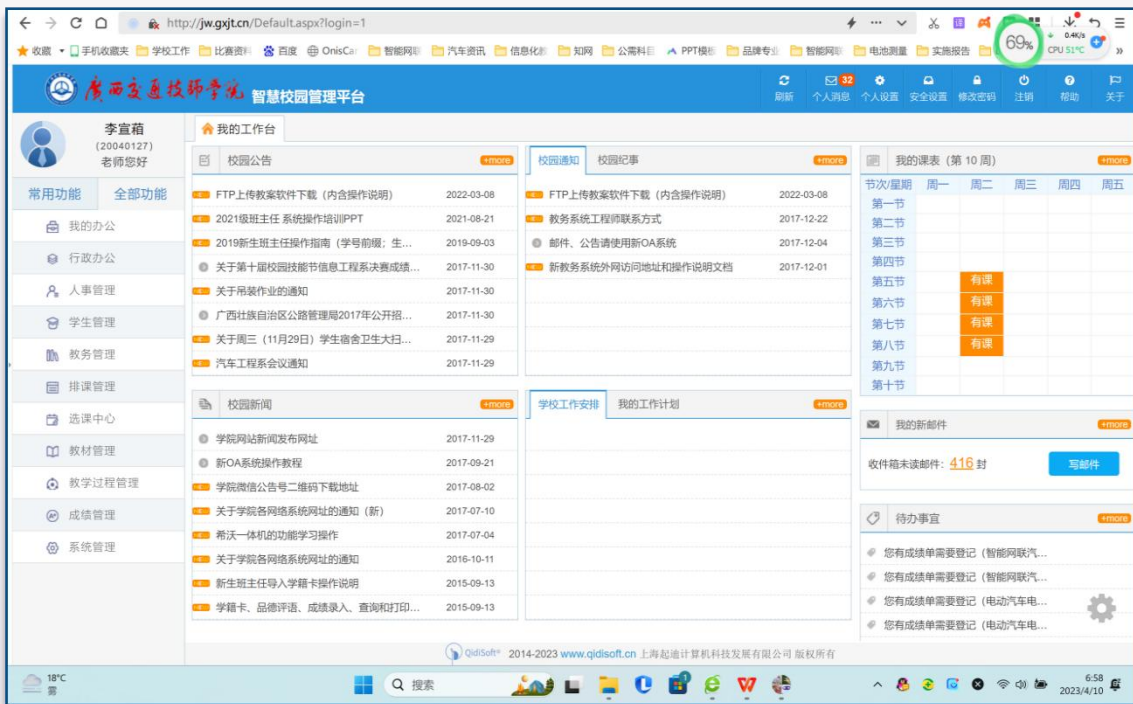 http://jw.gxjt.cn/Default.aspx?login=1
收藏 手机收藏夹 学校工作 比赛资料 百度 OnisCar 智能网联 汽车资讯 信息化教 知网 公需科目 PPT模板 品牌专业 智能网联 电池测量 实施报告
69% 0.4K/s CPU 51℃
广西交通技师学院 智慧校园管理平台
刷新 个人消息 32 个人设置 安全设置 修改密码 注销 帮助 关于
李宣葙
(20040127)
老师您好
常用功能 全部功能
我的办公
行政办公
人事管理
学生管理
教务管理
排课管理
选课中心
教材管理
教学过程管理
成绩管理
系统管理
我的工作台
校园公告 +more
FTP上传教案软件下载（内含操作说明） 2022-03-08
2021级班主任 系统操作培训PPT 2021-08-21
2019新生班主任操作指南（学号前缀；生... 2019-09-03
关于第十届校园技能节信息工程系决赛成绩... 2017-11-30
关于吊装作业的通知 2017-11-30
广西壮族自治区公路管理局2017年公开招... 2017-11-30
关于周三（11月29日）学生宿舍卫生大扫... 2017-11-29
汽车工程系会议通知 2017-11-29
校园通知 校园纪事 +more
FTP上传教案软件下载（内含操作说明） 2022-03-08
教务系统工程师联系方式 2017-12-22
邮件、公告请使用新OA系统 2017-12-04
新教务系统外网访问地址和操作说明文档 2017-12-01
我的课表（第 10 周） +more
节次/星期 周一 周二 周三 周四 周五
第一节
第二节
第三节
第四节
第五节 有课
第六节 有课
第七节 有课
第八节 有课
第九节
第十节
校园新闻 +more
学院网站新闻发布网址 2017-11-29
新OA系统操作教程 2017-09-21
学院微信公告号二维码下载地址 2017-08-02
关于学院各网络系统网址的通知（新） 2017-07-10
希沃一体机的功能学习操作 2017-07-04
关于学院各网络系统网址的通知 2016-10-11
新生班主任导入学籍卡操作说明 2015-09-13
学籍卡、品德评语、成绩录入、查询和打印... 2015-09-13
学校工作安排 我的工作计划 +more
我的新邮件 +more
收件箱未读邮件：416 封 写邮件
待办事宜 +more
您有成绩单需要登记（智能网联汽...
您有成绩单需要登记（智能网联汽...
您有成绩单需要登记（电动汽车电...
您有成绩单需要登记（电动汽车电...
QidiSoft 2014-2023 www.qidisoft.cn 上海起迪计算机科技发展有限公司 版权所有
18°C
雾
搜索
6:58
2023/4/10